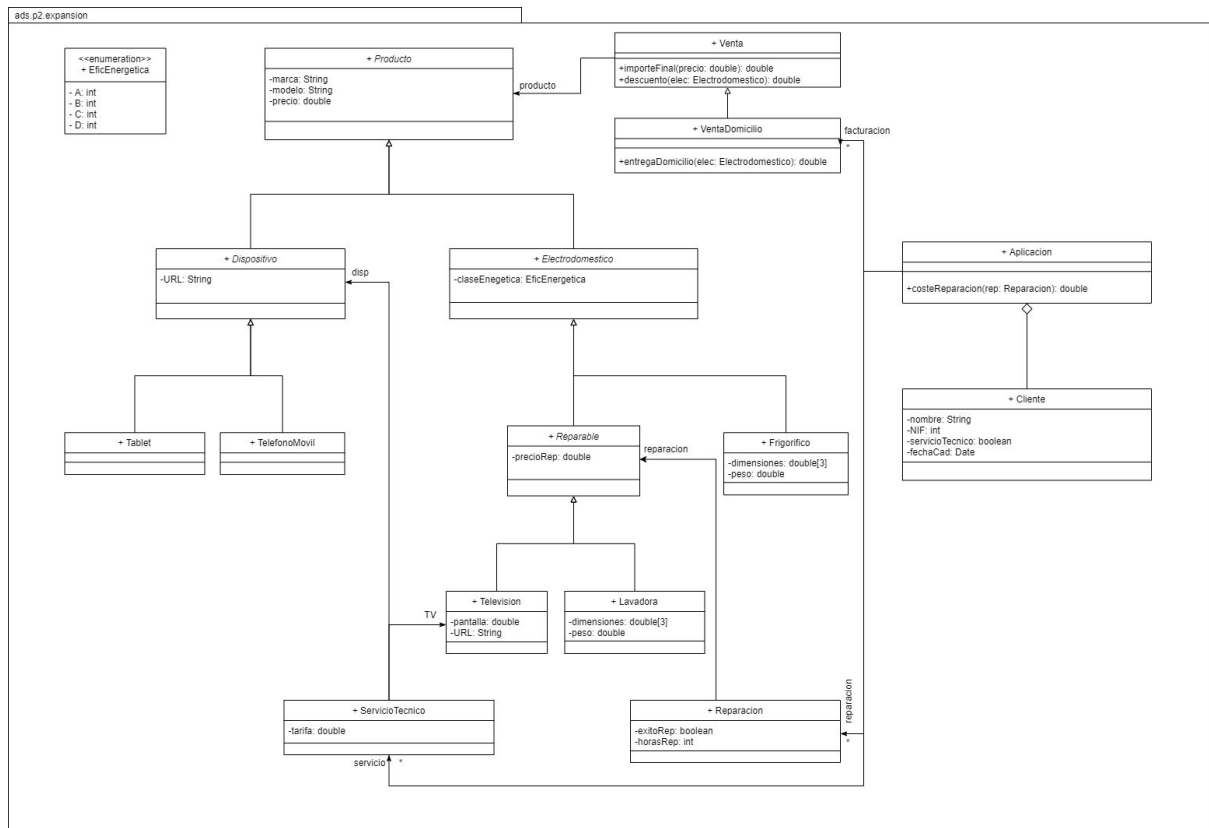 ads.p2.expansion
<<enumeration>>
+ EficEnergetica
- A: int
- B: int
- C: int
- D: int
+ Producto
-marca: String
-modelo: String
-precio: double
producto
+ Venta
+importeFinal(precio: double): double
+descuento(elec: Electrodomestico): double
+ VentaDomicilio
+entregaDomicilio(elec: Electrodomestico): double
facturacion
*
+ Dispositivo
-URL: String
disp
+ Electrodomestico
-claseEnegetica: EficEnergetica
+ Aplicacion
+costeReparacion(rep: Reparacion): double
+ Cliente
-nombre: String
-NIF: int
-servicioTecnico: boolean
-fechaCad: Date
+ Tablet
+ TelefonoMovil
+ Reparable
-precioRep: double
reparacion
+ Frigorifico
-dimensiones: double[3]
-peso: double
TV
+ Television
-pantalla: double
-URL: String
+ Lavadora
-dimensiones: double[3]
-peso: double
+ ServicioTecnico
-tarifa: double
servicio
*
+ Reparacion
-exitoRep: boolean
-horasRep: int
reparacion
*